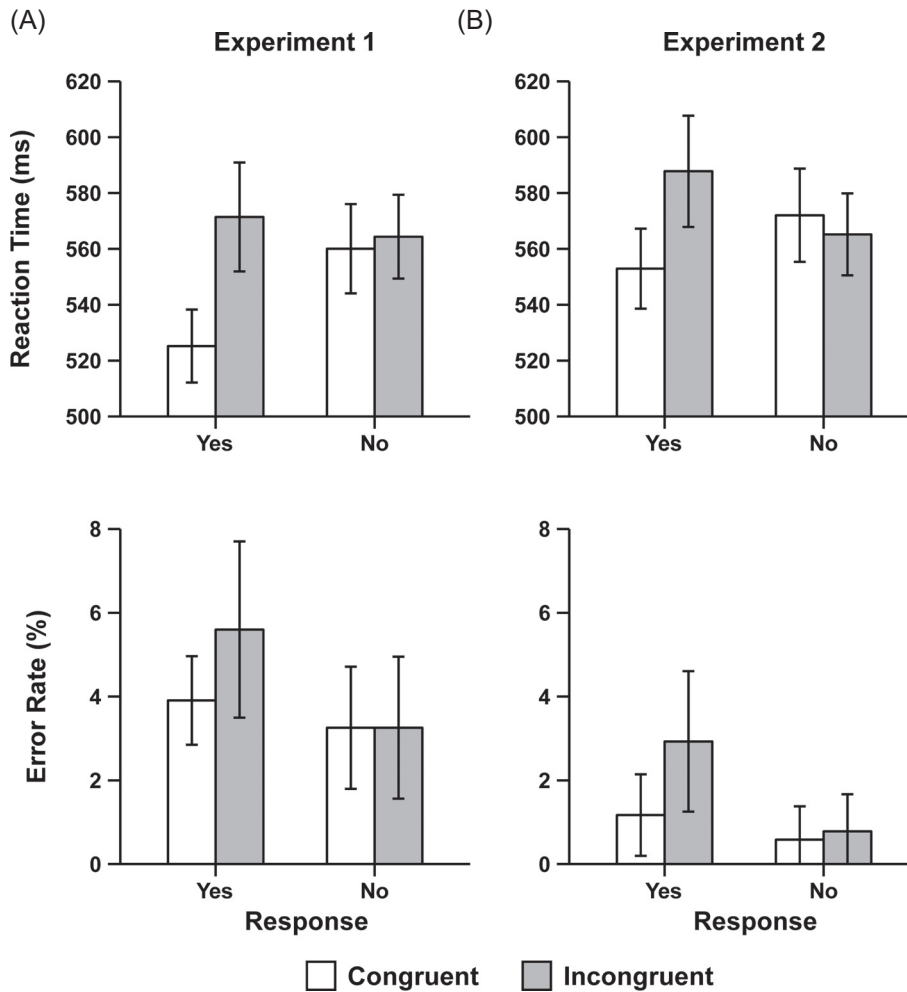 (A)
Experiment 1
(B)
Experiment 2
Reaction Time (ms)
620
600
580
560
540
520
500
Yes
No
620
600
580
560
540
520
500
Yes
No
Error Rate (%)
8
6
4
2
0
Yes
No
Response
8
6
4
2
0
Yes
No
Response
Congruent
Incongruent